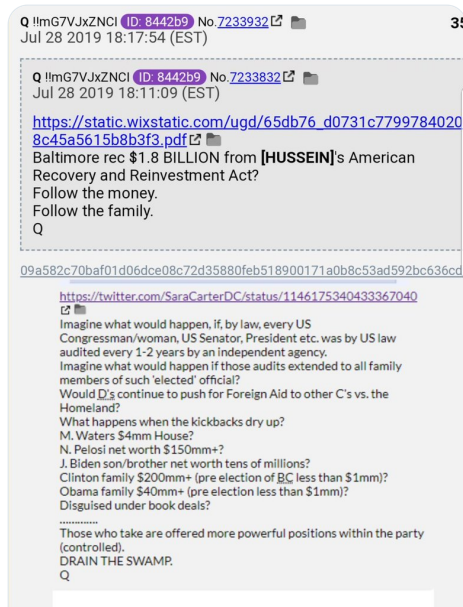 Q !!mG7VJxZNCI ID: 8442b9 No.7233932
35
Jul 28 2019 18:17:54 (EST)
Q !!mG7VJxZNCI ID: 8442b9 No.7233832
Jul 28 2019 18:11:09 (EST)
https://static.wixstatic.com/ugd/65db76_d0731c7799784020
8c45a5615b8b3f3.pdf
Baltimore rec $1.8 BILLION from [HUSSEIN]'s American
Recovery and Reinvestment Act?
Follow the money.
Follow the family.
Q
09a582c70baf01d06dce08c72d35880feb518900171a0b8c53ad592bc636cd
https://twitter.com/SaraCarterDC/status/1146175340433367040
Imagine what would happen, if, by law, every US
Congressman/woman, US Senator, President etc. was by US law
audited every 1-2 years by an independent agency.
Imagine what would happen if those audits extended to all family
members of such 'elected' official?
Would D's continue to push for Foreign Aid to other C's vs. the
Homeland?
What happens when the kickbacks dry up?
M. Waters $4mm House?
N. Pelosi net worth $150mm+?
J. Biden son/brother net worth tens of millions?
Clinton family $200mm+ (pre election of BC less than $1mm)?
Obama family $40mm+ (pre election less than $1mm)?
Disguised under book deals?
.............
Those who take are offered more powerful positions within the party
(controlled).
DRAIN THE SWAMP.
Q